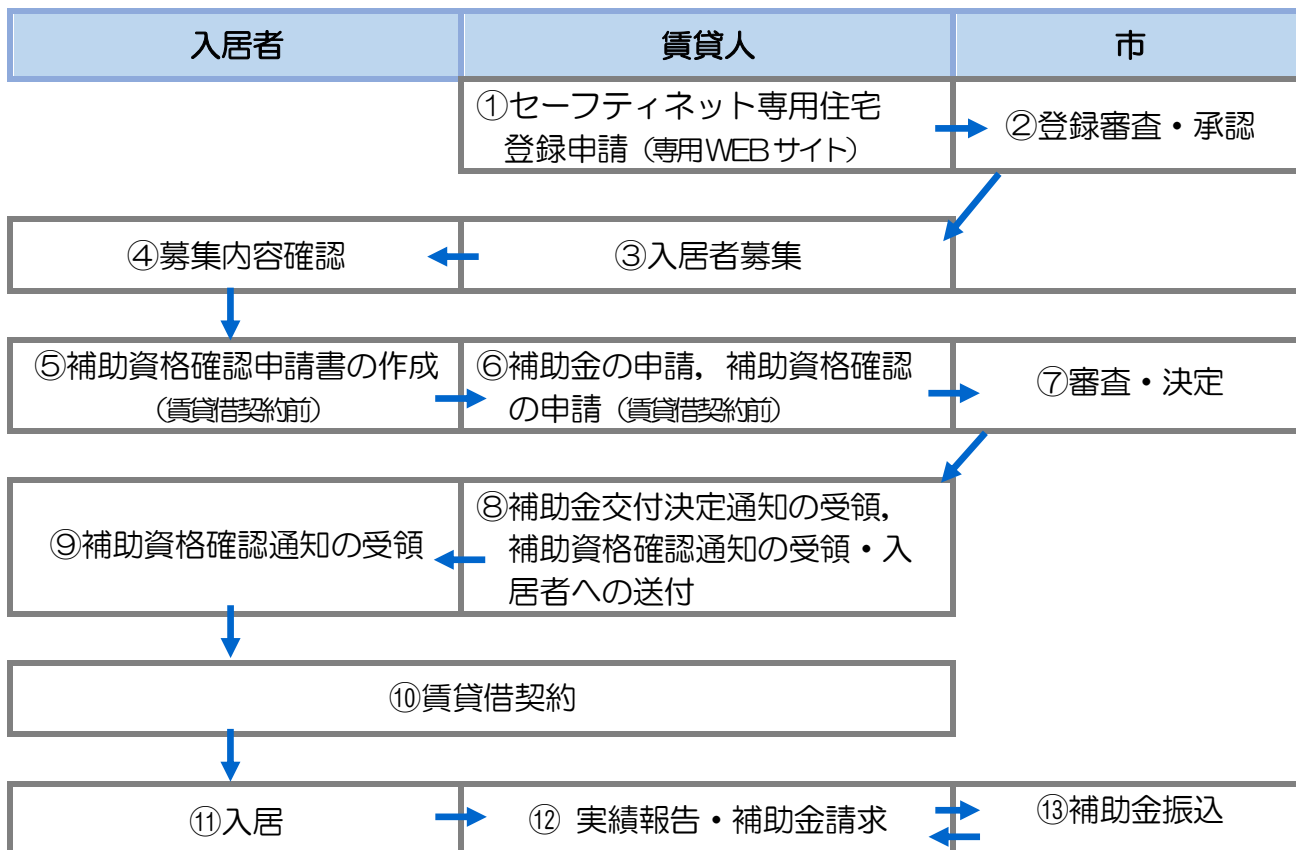 入居者
賃貸人
市
①セーフティネット専用住宅
登録申請（専用WEBサイト）
②登録審査・承認
④募集内容確認
③入居者募集
⑤補助資格確認申請書の作成
（賃貸借契約前）
⑥補助金の申請，補助資格確認
の申請（賃貸借契約前）
⑦審査・決定
⑨補助資格確認通知の受領
⑧補助金交付決定通知の受領，
補助資格確認通知の受領・入
居者への送付
⑩賃貸借契約
⑪入居
⑫ 実績報告・補助金請求
⑬補助金振込